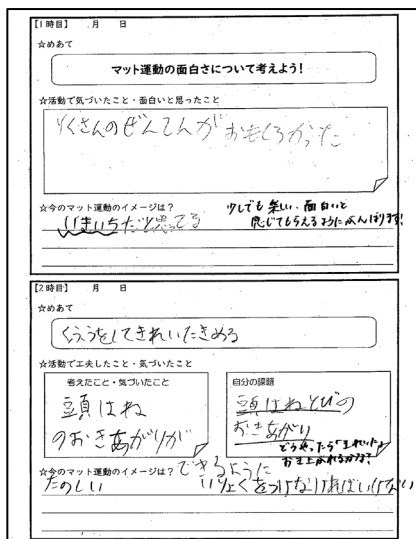 【1時目】 月 日
☆めあて
マット運動の面白さについて考えよう!
☆活動で気づいたこと・面白いと思ったこと
りくさんのぜんてんがおもしろかった
☆今のマット運動のイメージは?
いまいちだと思ってる
少しでも楽しい・面白いと
感じてもらえるようにがんばります!
【2時目】 月 日
☆めあて
くふうをしてきれいにきめる
☆活動で工夫したこと・気づいたこと
考えたこと・気づいたこと
頭はね
のおきあがりが
できるように
いしきをつけなければいけない
自分の課題
頭はねとびの
おきあがり
どうやったらきれいに
おき上がれるかな?
☆今のマット運動のイメージは?
たのしい